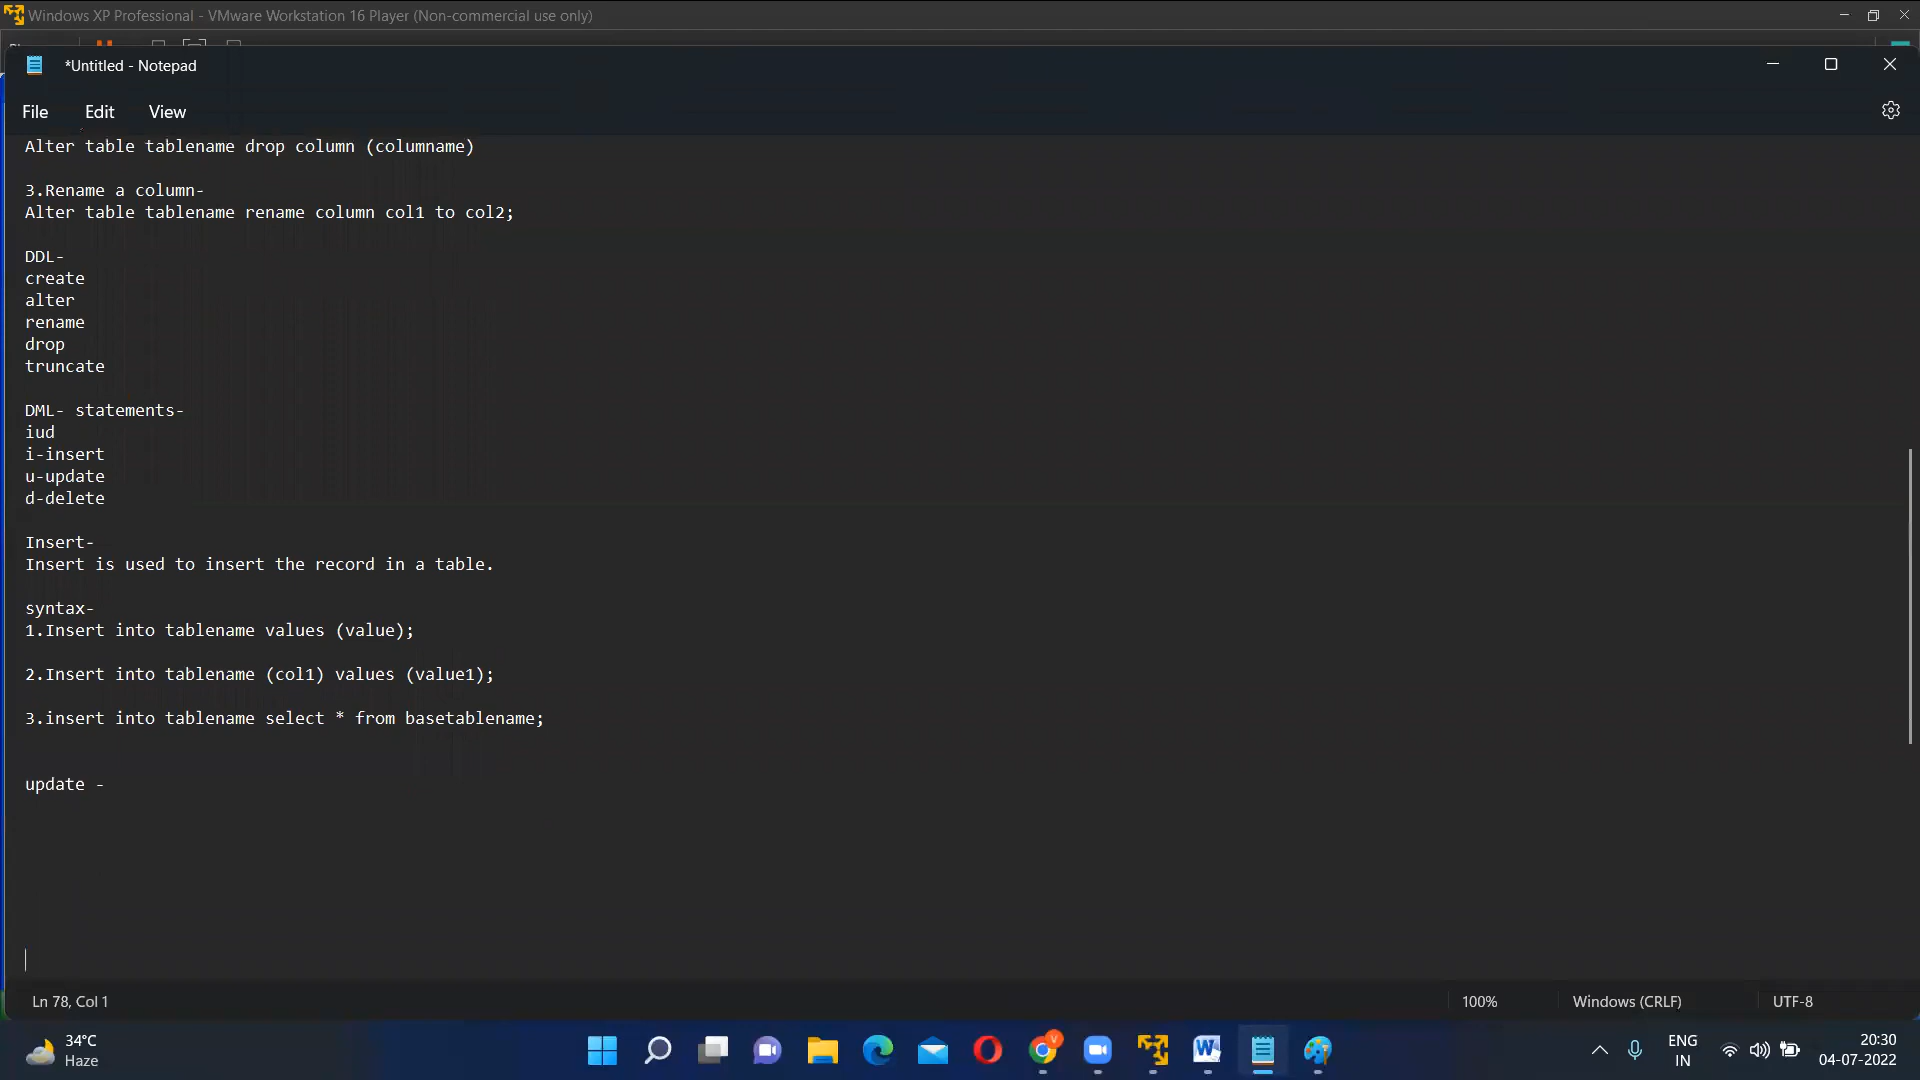 Windows XP Professional - VMware Workstation 16 Player (Non-commercial use only)
*Untitled - Notepad
File Edit View
Alter table tablename drop column (columname)
3.Rename a column-
Alter table tablename rename column col1 to col2;
DDL-
create
alter
rename
drop
truncate
DML- statements-
iud
i-insert
u-update
d-delete
Insert-
Insert is used to insert the record in a table.
syntax-
1.Insert into tablename values (value);
2.Insert into tablename (col1) values (value1);
3.insert into tablename select * from basetablename;
update -
Ln 78, Col 1
100%
Windows (CRLF)
UTF-8
34°C
Haze
V
W
ENG
IN
20:30
04-07-2022